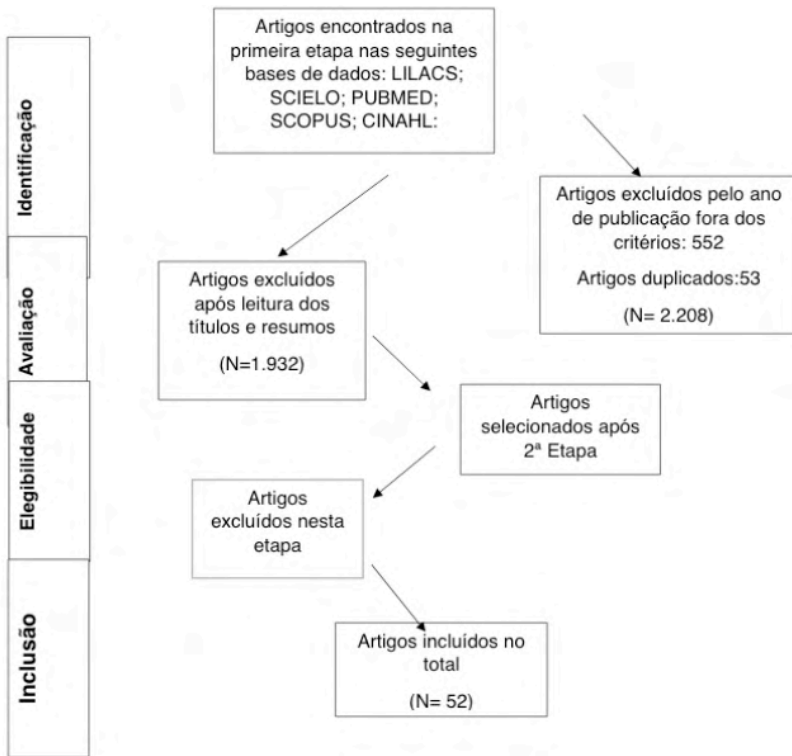 Artigos encontrados na
primeira etapa nas seguintes
bases de dados: LILACS;
SCIELO; PUBMED;
SCOPUS; CINAHL:
Identificação
Artigos excluídos pelo ano
de publicação fora dos
critérios: 552
Artigos duplicados:53
(N= 2.208)
Avaliação
Artigos excluídos
após leitura dos
títulos e resumos
(N=1.932)
Artigos
selecionados após
2ª Etapa
Elegibilidade
Artigos
excluídos nesta
etapa
Inclusão
Artigos incluídos no
total
(N= 52)